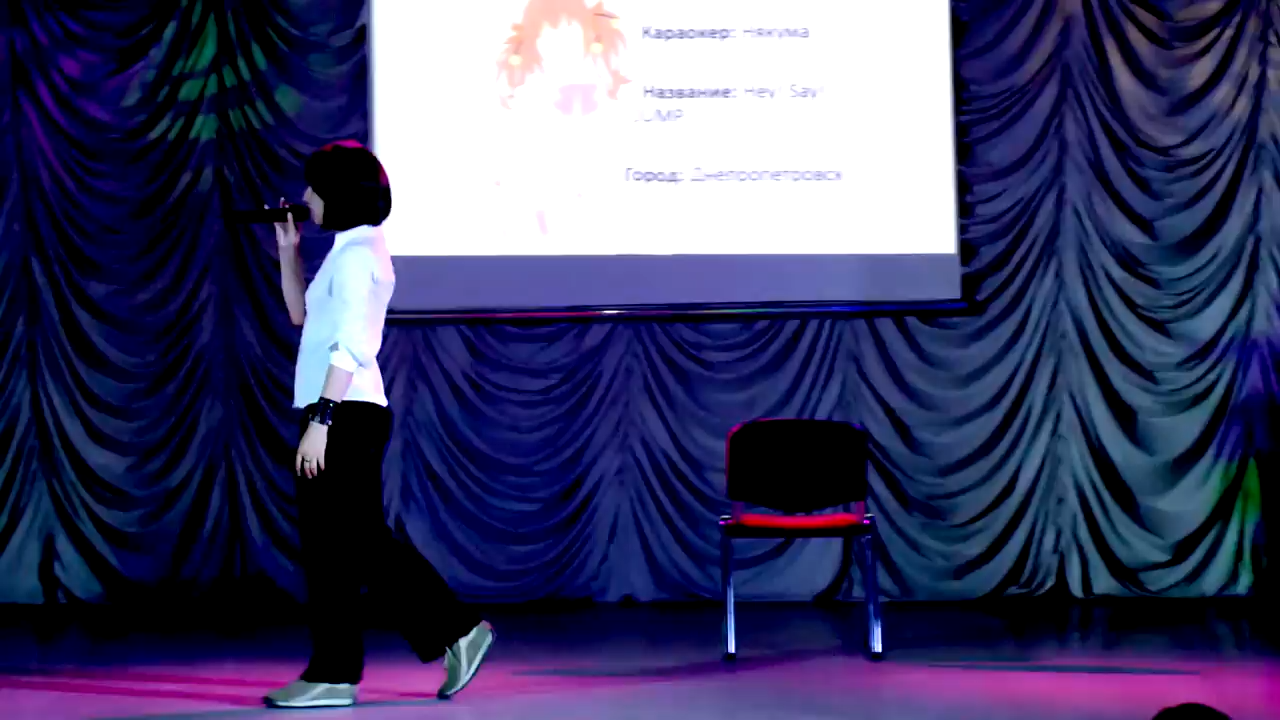 Караокер: Някума
Название: Hey! Say!
JUMP
Город: Днепропетровск